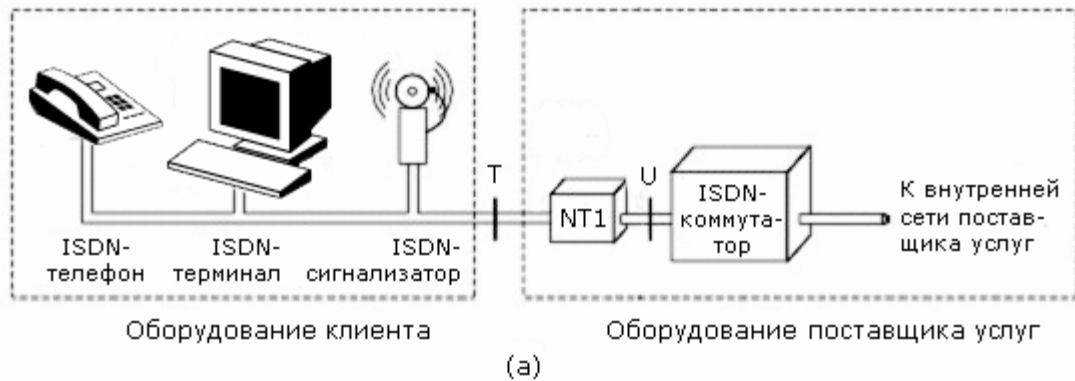 T
U
NT1
ISDN-
коммута-
тор
К внутренней
сети постав-
щика услуг
ISDN-
телефон
ISDN-
терминал
ISDN-
сигнализатор
Оборудование клиента
Оборудование поставщика услуг
(а)